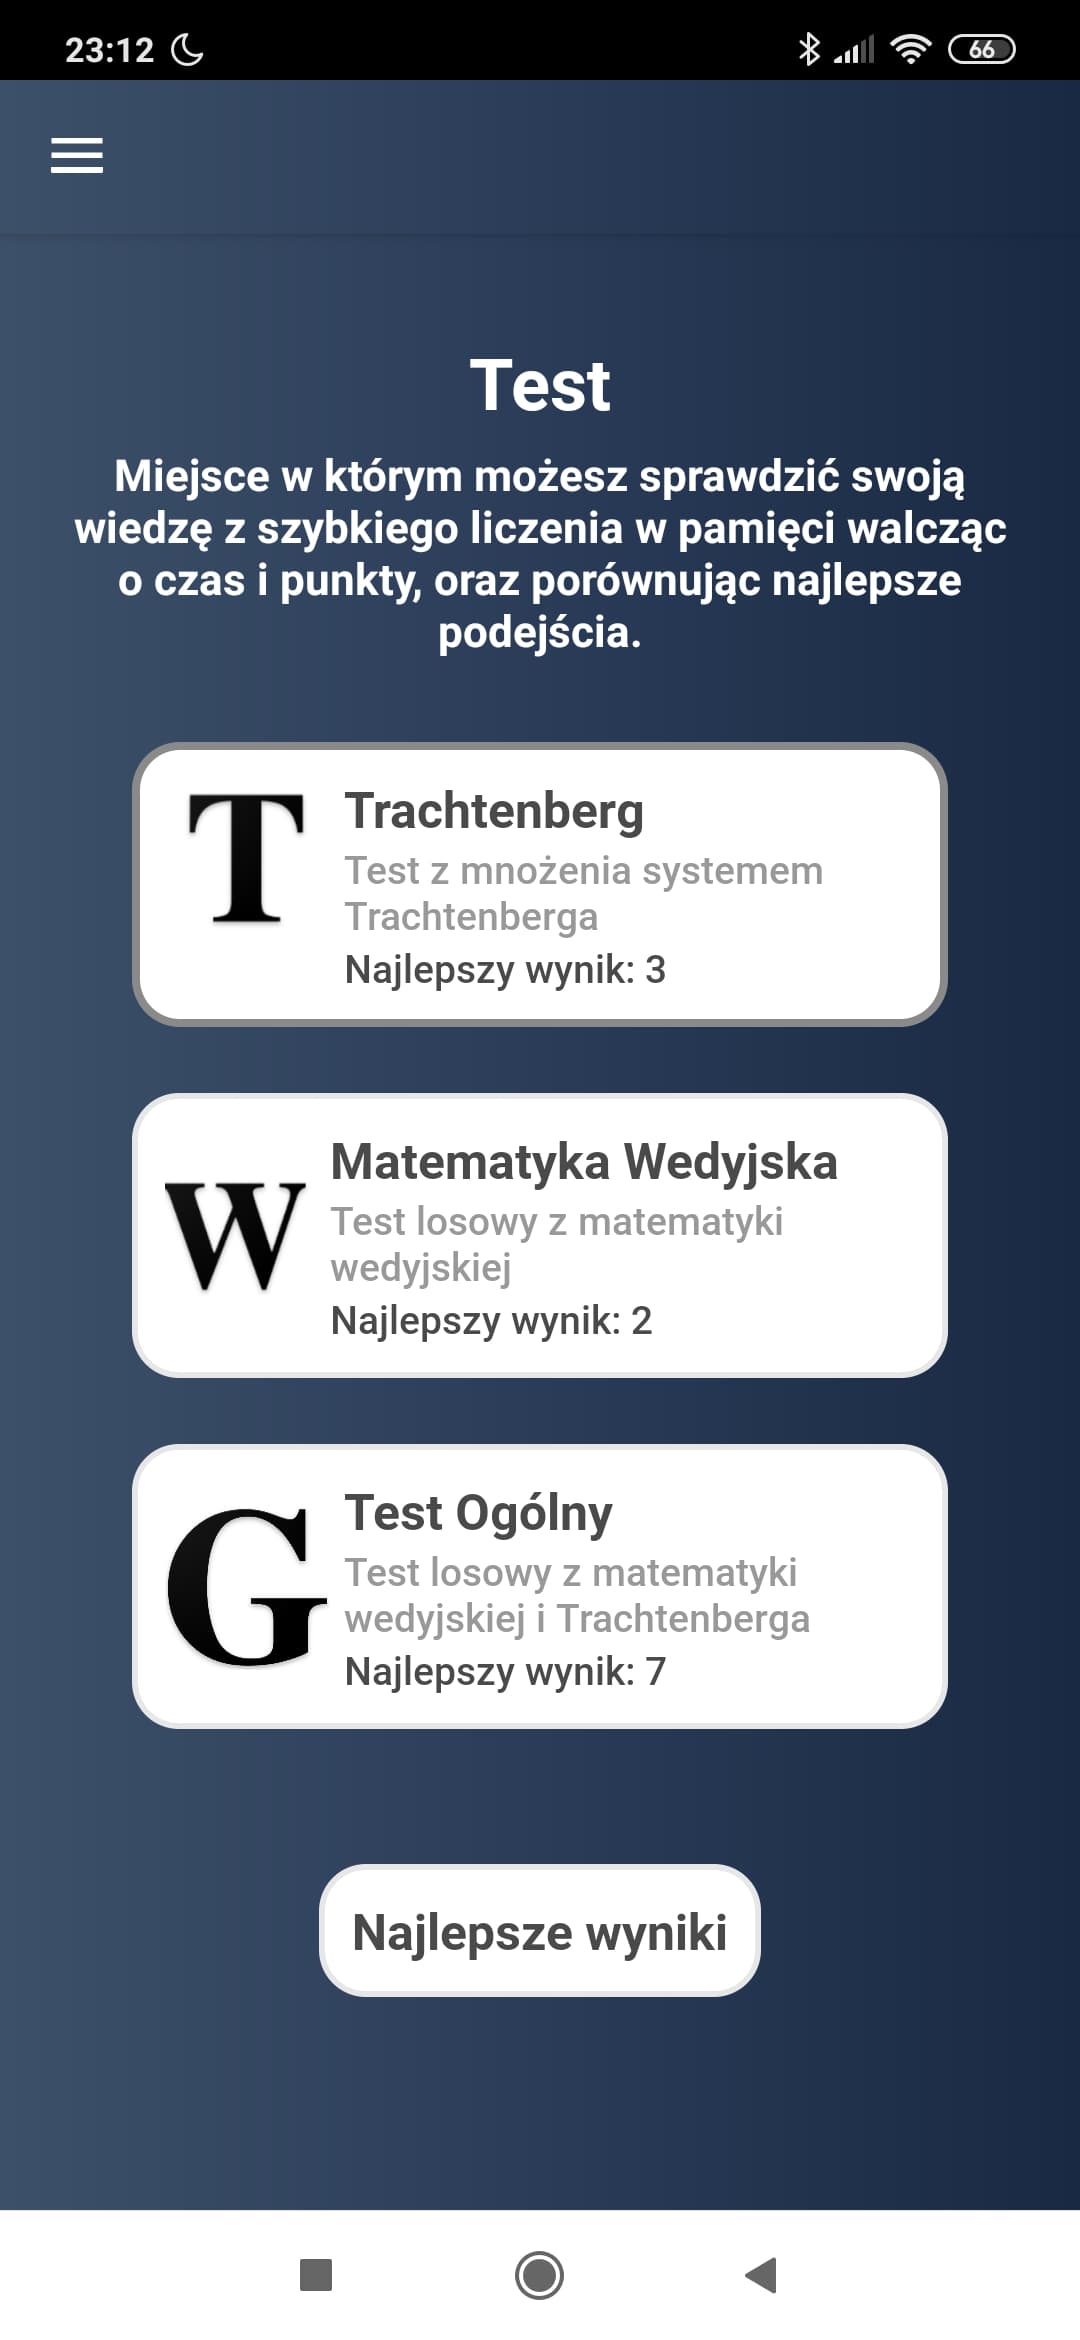 23:12
66
Test
Miejsce w którym możesz sprawdzić swoją
wiedzę z szybkiego liczenia w pamięci walcząc
o czas i punkty, oraz porównując najlepsze
podejścia.
T
Trachtenberg
Test z mnożenia systemem
Trachtenberga
Najlepszy wynik: 3
W
Matematyka Wedyjska
Test losowy z matematyki
wedyjskiej
Najlepszy wynik: 2
G
Test Ogólny
Test losowy z matematyki
wedyjskiej i Trachtenberga
Najlepszy wynik: 7
Najlepsze wyniki